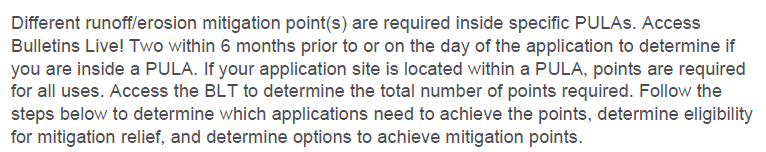 Different runoff/erosion mitigation point(s) are required inside specific PULAs. Access
Bulletins Live! Two within 6 months prior to or on the day of the application to determine if
you are inside a PULA. If your application site is located within a PULA, points are required
for all uses. Access the BLT to determine the total number of points required. Follow the
steps below to determine which applications need to achieve the points, determine eligibility
for mitigation relief, and determine options to achieve mitigation points.